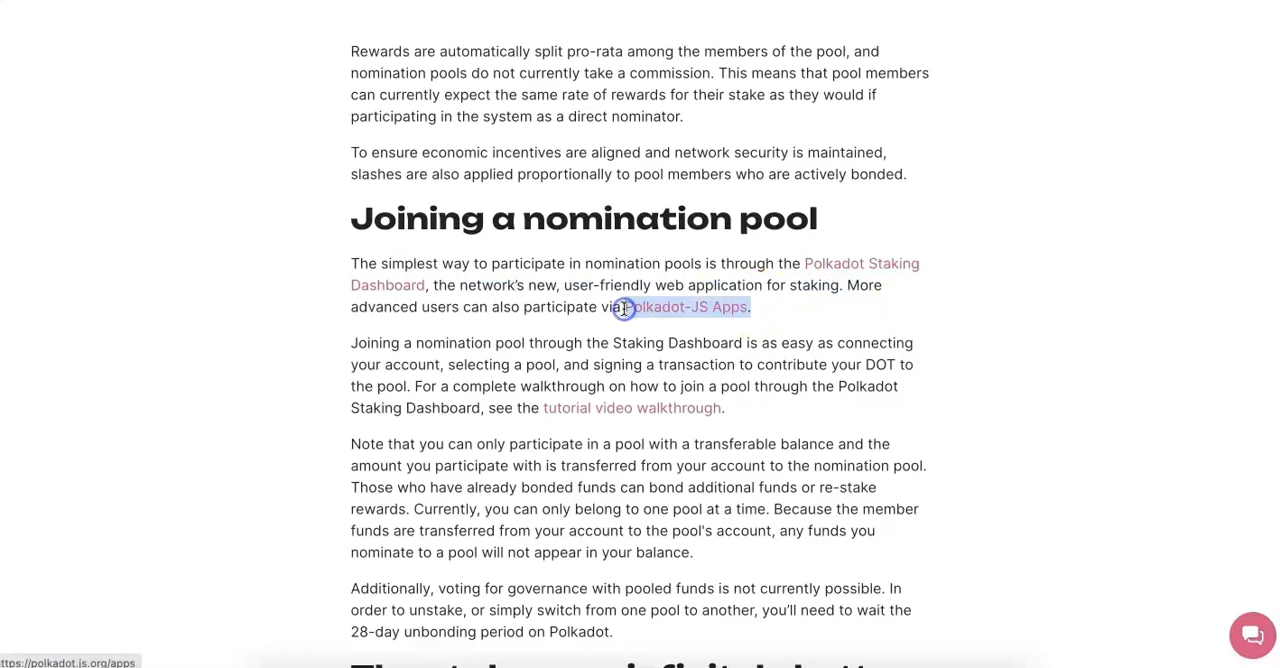 Rewards are automatically split pro-rata among the members of the pool, and
nomination pools do not currently take a commission. This means that pool members
can currently expect the same rate of rewards for their stake as they would if
participating in the system as a direct nominator.
To ensure economic incentives are aligned and network security is maintained,
slashes are also applied proportionally to pool members who are actively bonded.
Joining a nomination pool
The simplest way to participate in nomination pools is through the Polkadot Staking
Dashboard, the network’s new, user-friendly web application for staking. More
advanced users can also participate via Polkadot-JS Apps.
Joining a nomination pool through the Staking Dashboard is as easy as connecting
your account, selecting a pool, and signing a transaction to contribute your DOT to
the pool. For a complete walkthrough on how to join a pool through the Polkadot
Staking Dashboard, see the tutorial video walkthrough.
Note that you can only participate in a pool with a transferable balance and the
amount you participate with is transferred from your account to the nomination pool.
Those who have already bonded funds can bond additional funds or re-stake
rewards. Currently, you can only belong to one pool at a time. Because the member
funds are transferred from your account to the pool's account, any funds you
nominate to a pool will not appear in your balance.
Additionally, voting for governance with pooled funds is not currently possible. In
order to unstake, or simply switch from one pool to another, you’ll need to wait the
28-day unbonding period on Polkadot.
ttps://polkadot.js.org/apps